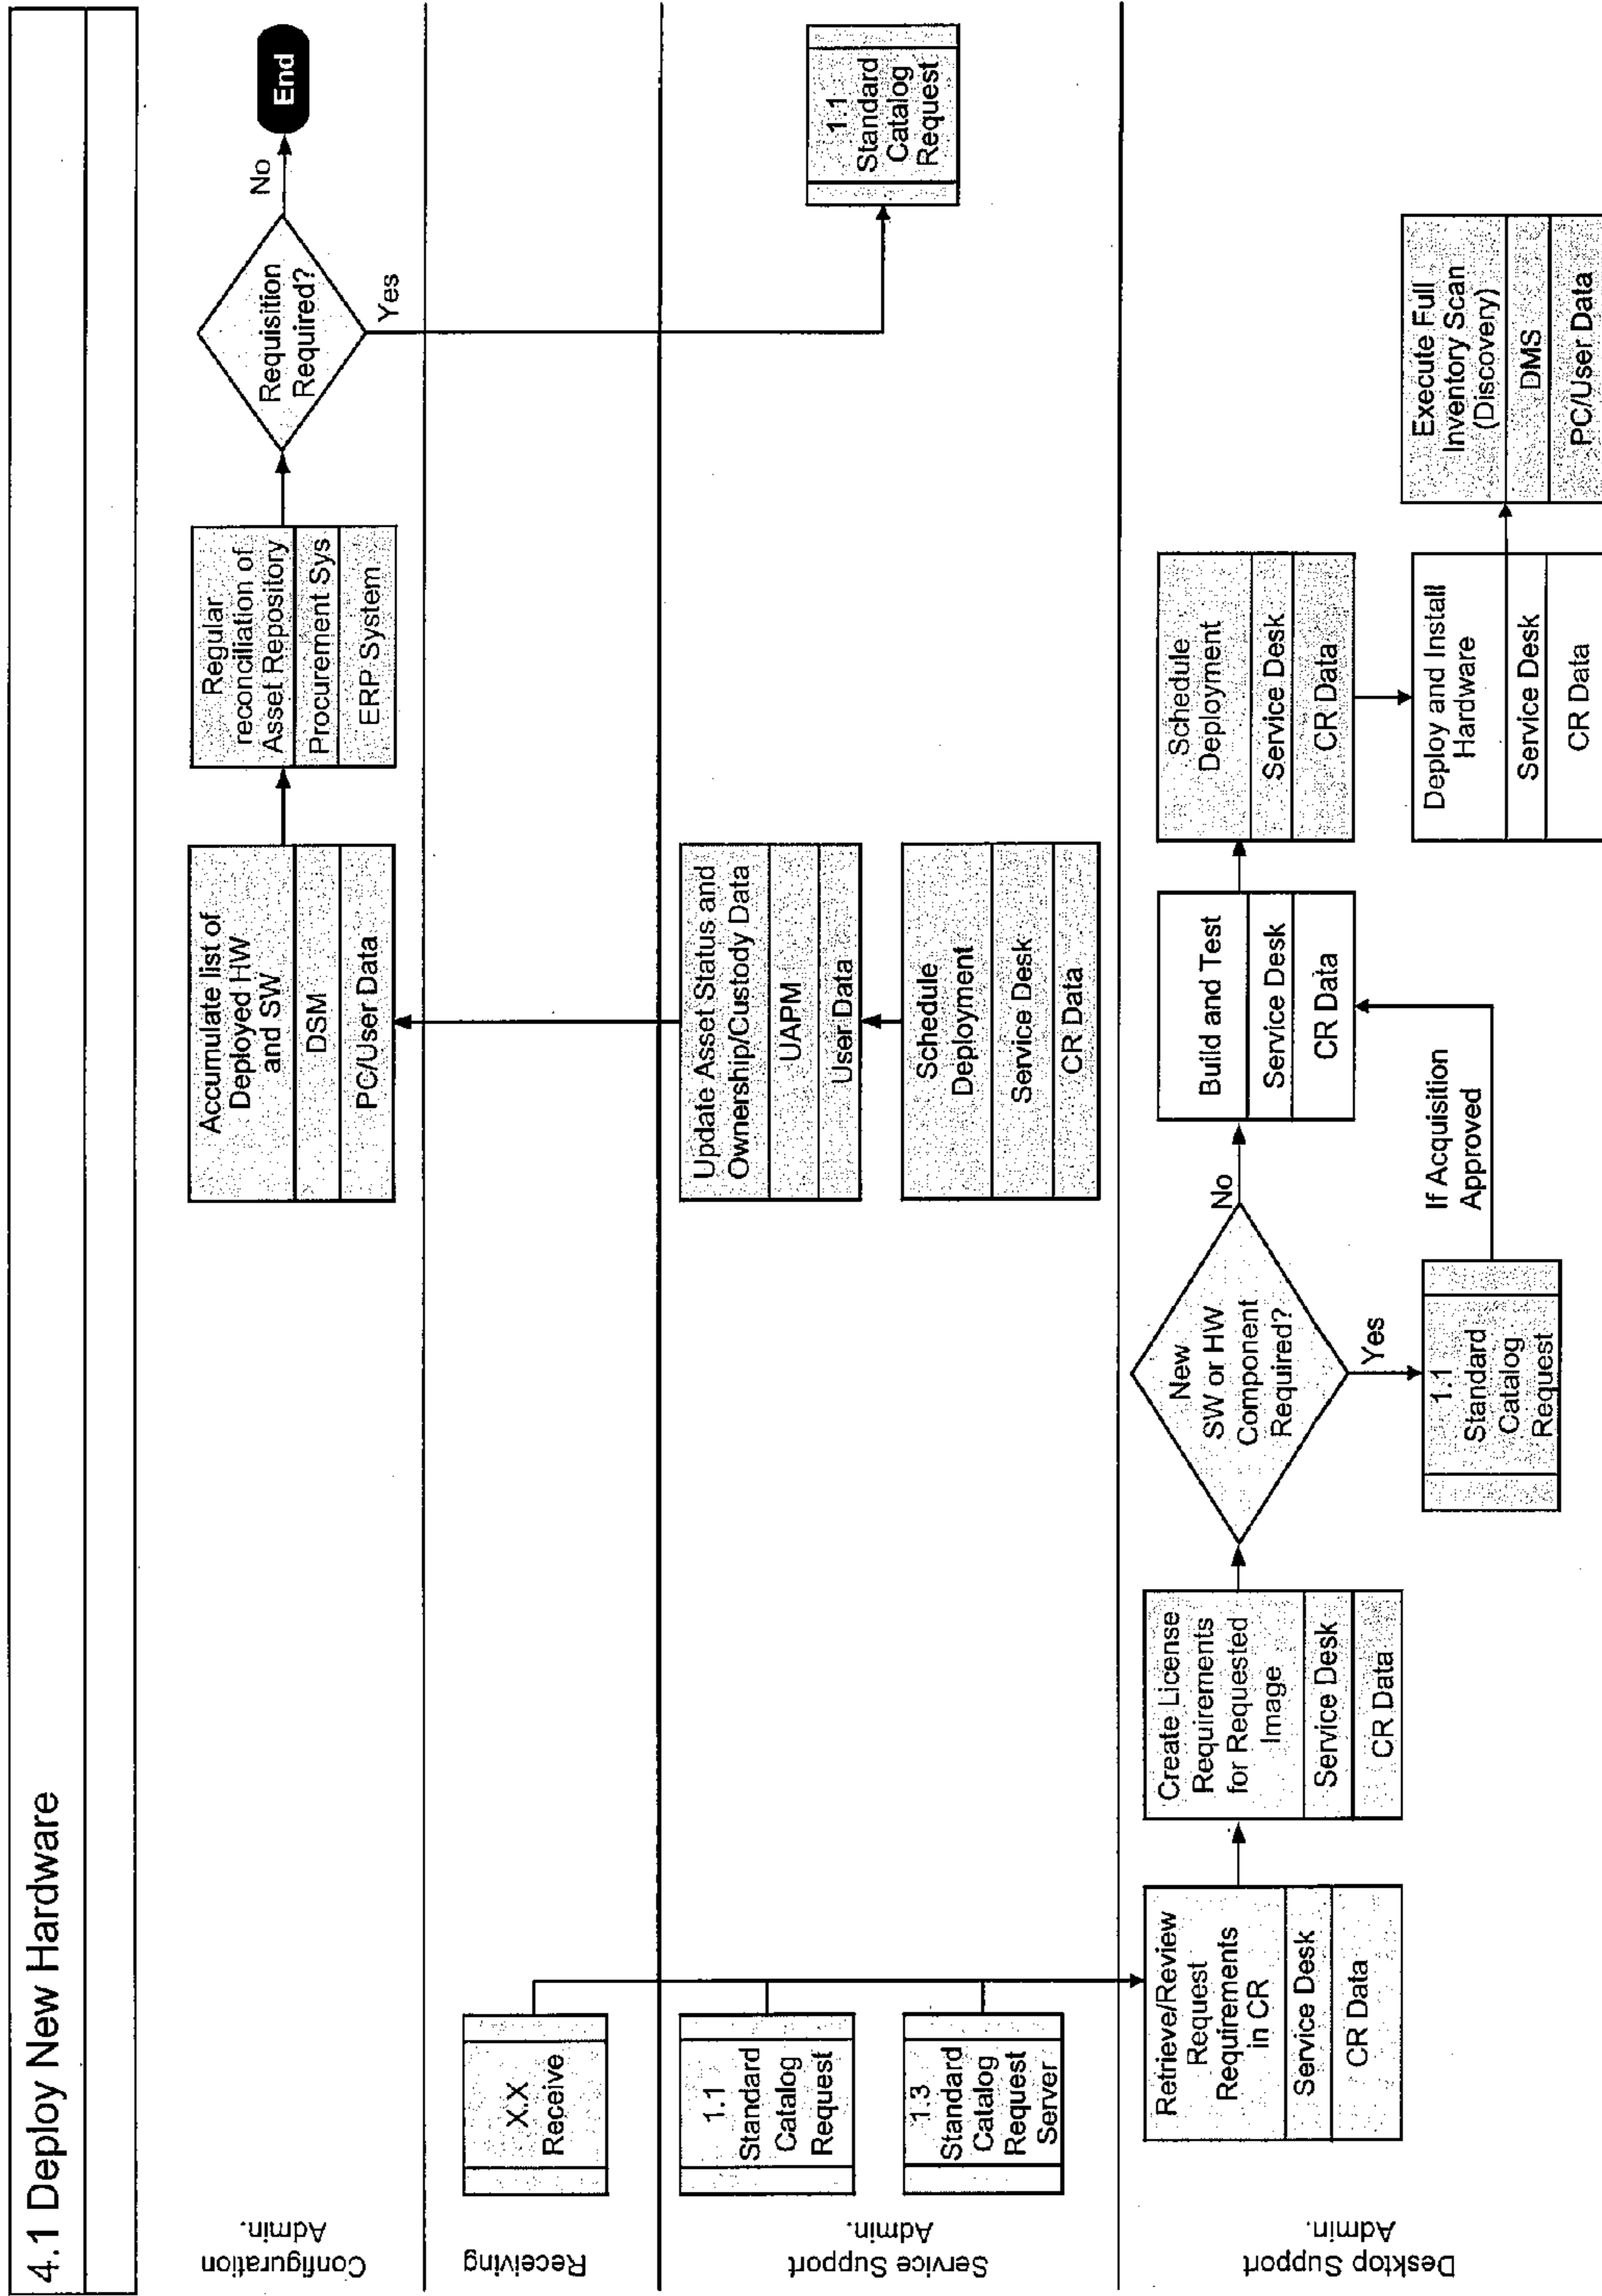 4.1 Deploy New Hardware
Configuration
Admin.
Accumulate list of
Deployed HW
and SW
DSM
PC/User Data
Regular
reconciliation of
Asset Repository
Procurement Sys
ERP System
Requisition
Required?
No
End
Yes
Receiving
X.X
Receive
Service Support
Admin.
1.1
Standard
Catalog
Request
1.3
Standard
Catalog
Request
Server
Update Asset Status and
Ownership/Custody Data
UAPM
User Data
Schedule
Deployment
Service Desk
CR Data
1.1
Standard
Catalog
Request
Desktop Support
Admin.
Retrieve/Review
Request
Requirements
in CR
Service Desk
CR Data
Create License
Requirements
for Requested
Image
Service Desk
CR Data
New
SW or HW
Component
Required?
No
Yes
1.1
Standard
Catalog
Request
If Acquisition
Approved
Build and Test
Service Desk
CR Data
Schedule
Deployment
Service Desk
CR Data
Deploy and Install
Hardware
Service Desk
CR Data
Execute Full
Inventory Scan
(Discovery)
DMS
PC/User Data